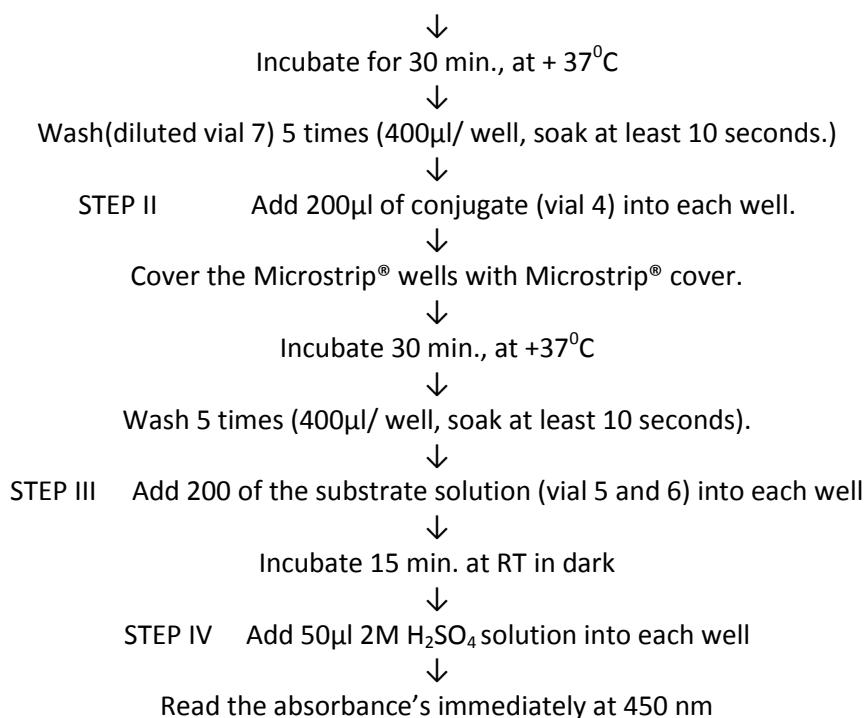 ↓
Incubate for 30 min., at + 37⁰C
↓
Wash(diluted vial 7) 5 times (400µl/ well, soak at least 10 seconds.)
↓
STEP II Add 200µl of conjugate (vial 4) into each well.
↓
Cover the Microstrip® wells with Microstrip® cover.
↓
Incubate 30 min., at +37⁰C
↓
Wash 5 times (400µl/ well, soak at least 10 seconds).
↓
STEP III Add 200 of the substrate solution (vial 5 and 6) into each well
↓
Incubate 15 min. at RT in dark
↓
STEP IV Add 50µl 2M H₂SO₄ solution into each well
↓
Read the absorbance’s immediately at 450 nm